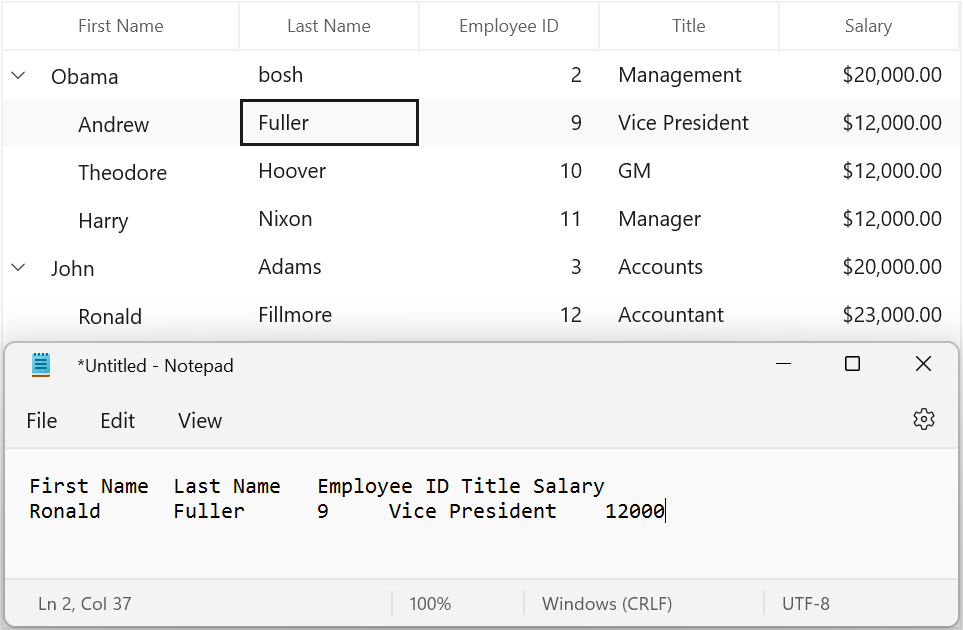 First Name Last Name Employee ID Title Salary
Obama bosh 2 Management $20,000.00
Andrew Fuller 9 Vice President $12,000.00
Theodore Hoover 10 GM $12,000.00
Harry Nixon 11 Manager $12,000.00
John Adams 3 Accounts $20,000.00
Ronald Fillmore 12 Accountant $23,000.00
*Untitled - Notepad
File Edit View
First Name Last Name Employee ID Title Salary
Ronald Fuller 9 Vice President 12000
Ln 2, Col 37 100% Windows (CRLF) UTF-8